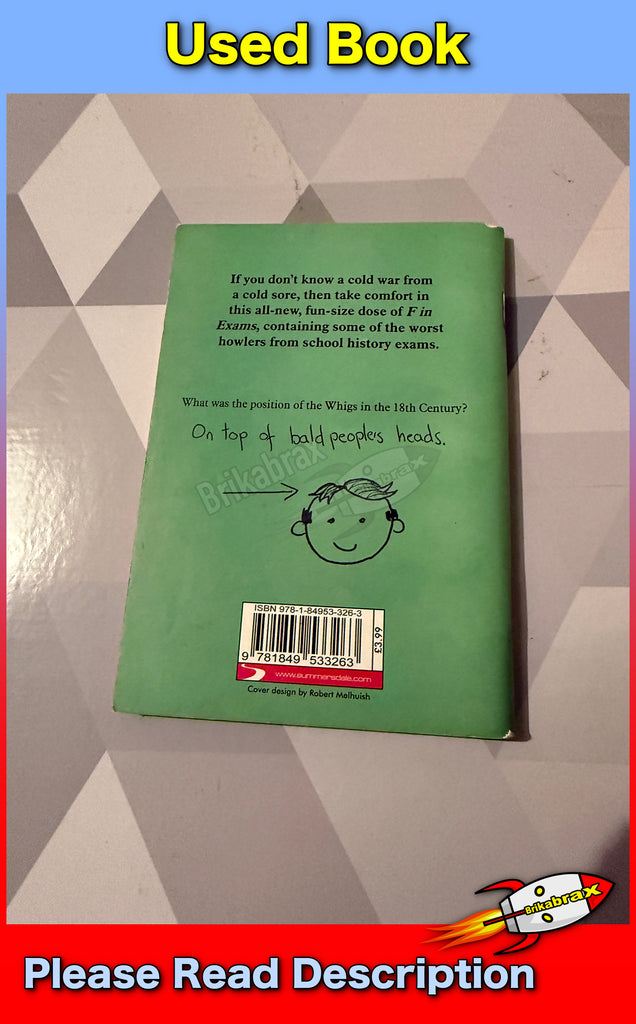 Used Book
If you don't know a cold war from
a cold sore, then take comfort in
this all-new, fun-size dose of F in
Exams, containing some of the worst
howlers from school history exams.
What was the position of the Whigs in the 18th Century?
On top of bald people's heads.
Brikabrax
ISBN 978-1-84953-326-3
9 781849 533263
£3.99
www.summersdale.com
Cover design by Robert Melhuish
Brikabrax
Please Read Description